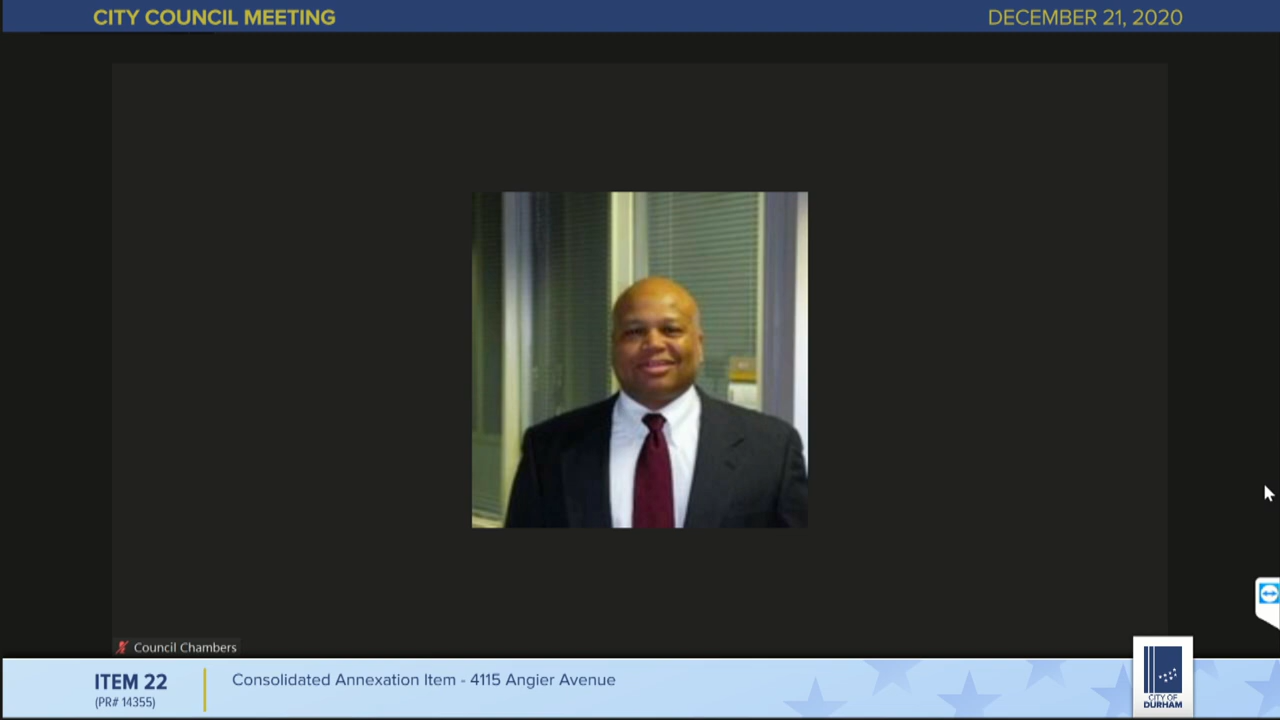 CITY COUNCIL MEETING
DECEMBER 21, 2020
Council Chambers
ITEM 22
(PR# 14355)
Consolidated Annexation Item - 4115 Angier Avenue
CITY OF
DURHAM